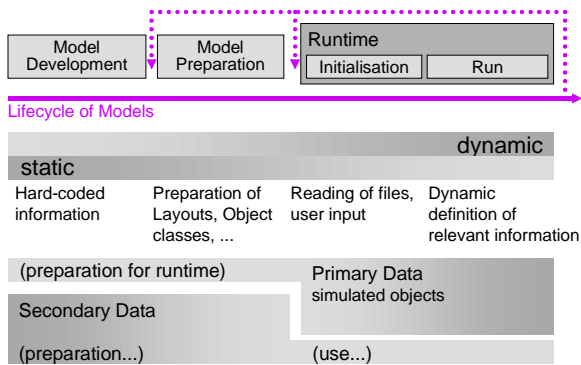 Model
Development
Model
Preparation
Runtime
Initialisation
Run
Lifecycle of Models
dynamic
static
Hard-coded
information
Preparation of
Layouts, Object
classes, ...
Reading of files,
user input
Dynamic
definition of
relevant information
(preparation for runtime)
Primary Data
simulated objects
Secondary Data
(preparation...)
(use...)